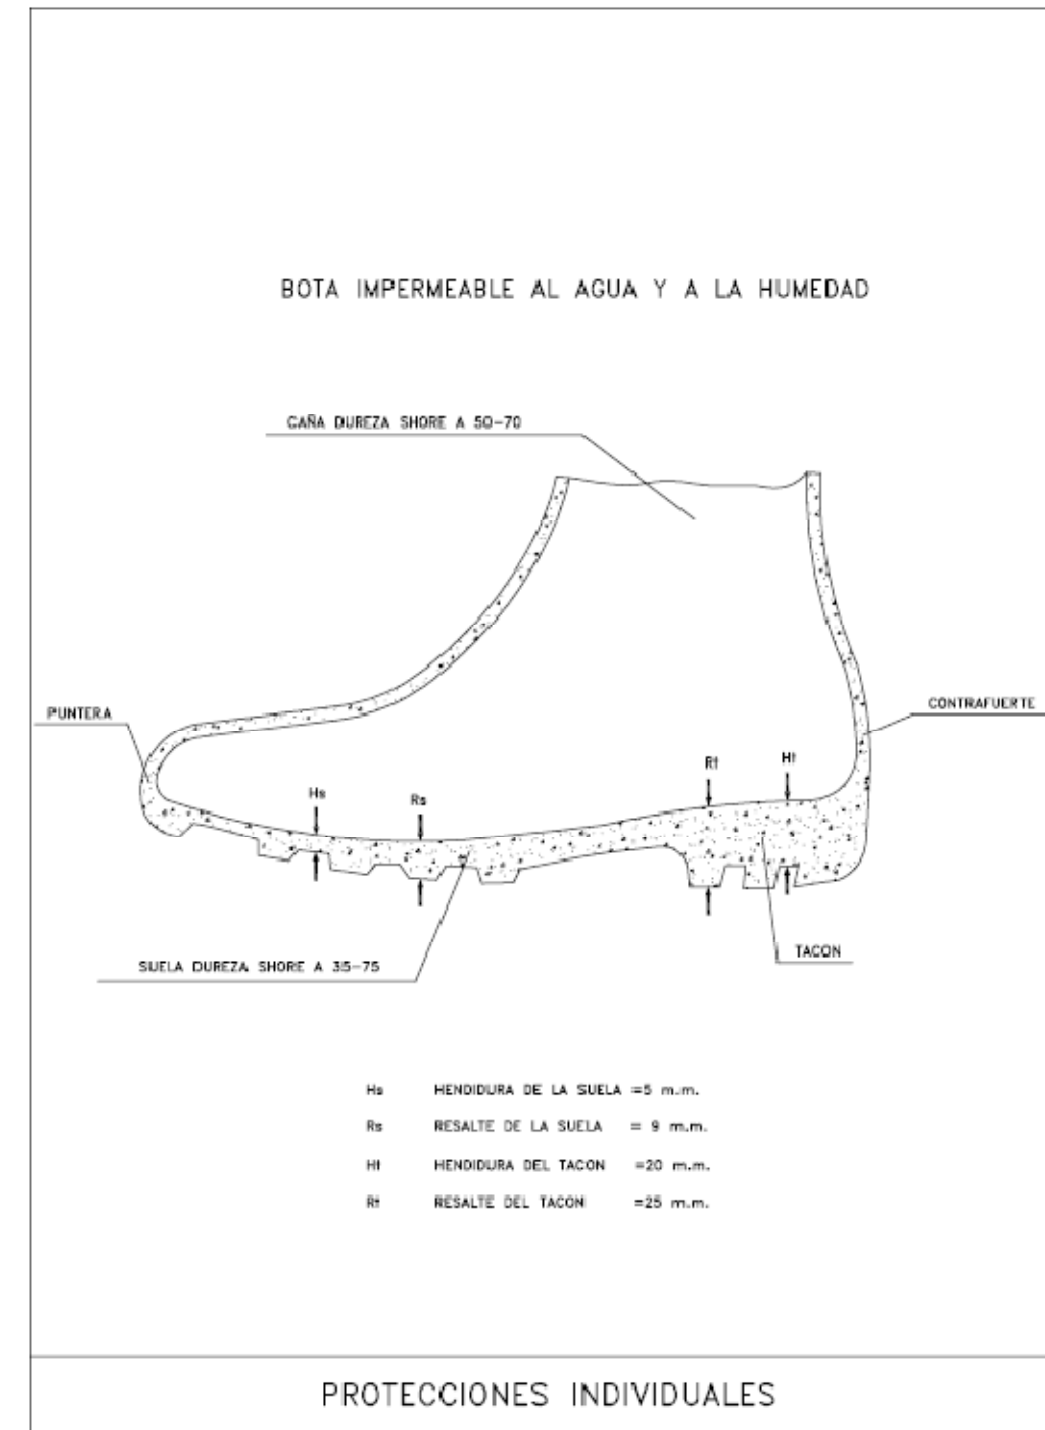 BOTA IMPERMEABLE AL AGUA Y A LA HUMEDAD
CAÑA DUREZA SHORE A 50-70
PUNTERA
CONTRAFUERTE
Hs
Rs
Rt
Ht
TACON
SUELA DUREZA SHORE A 35-75
Hs HENDIDURA DE LA SUELA =5 m.m.
Rs RESALTE DE LA SUELA = 9 m.m.
Ht HENDIDURA DEL TACON =20 m.m.
Rt RESALTE DEL TACON =25 m.m.
PROTECCIONES INDIVIDUALES